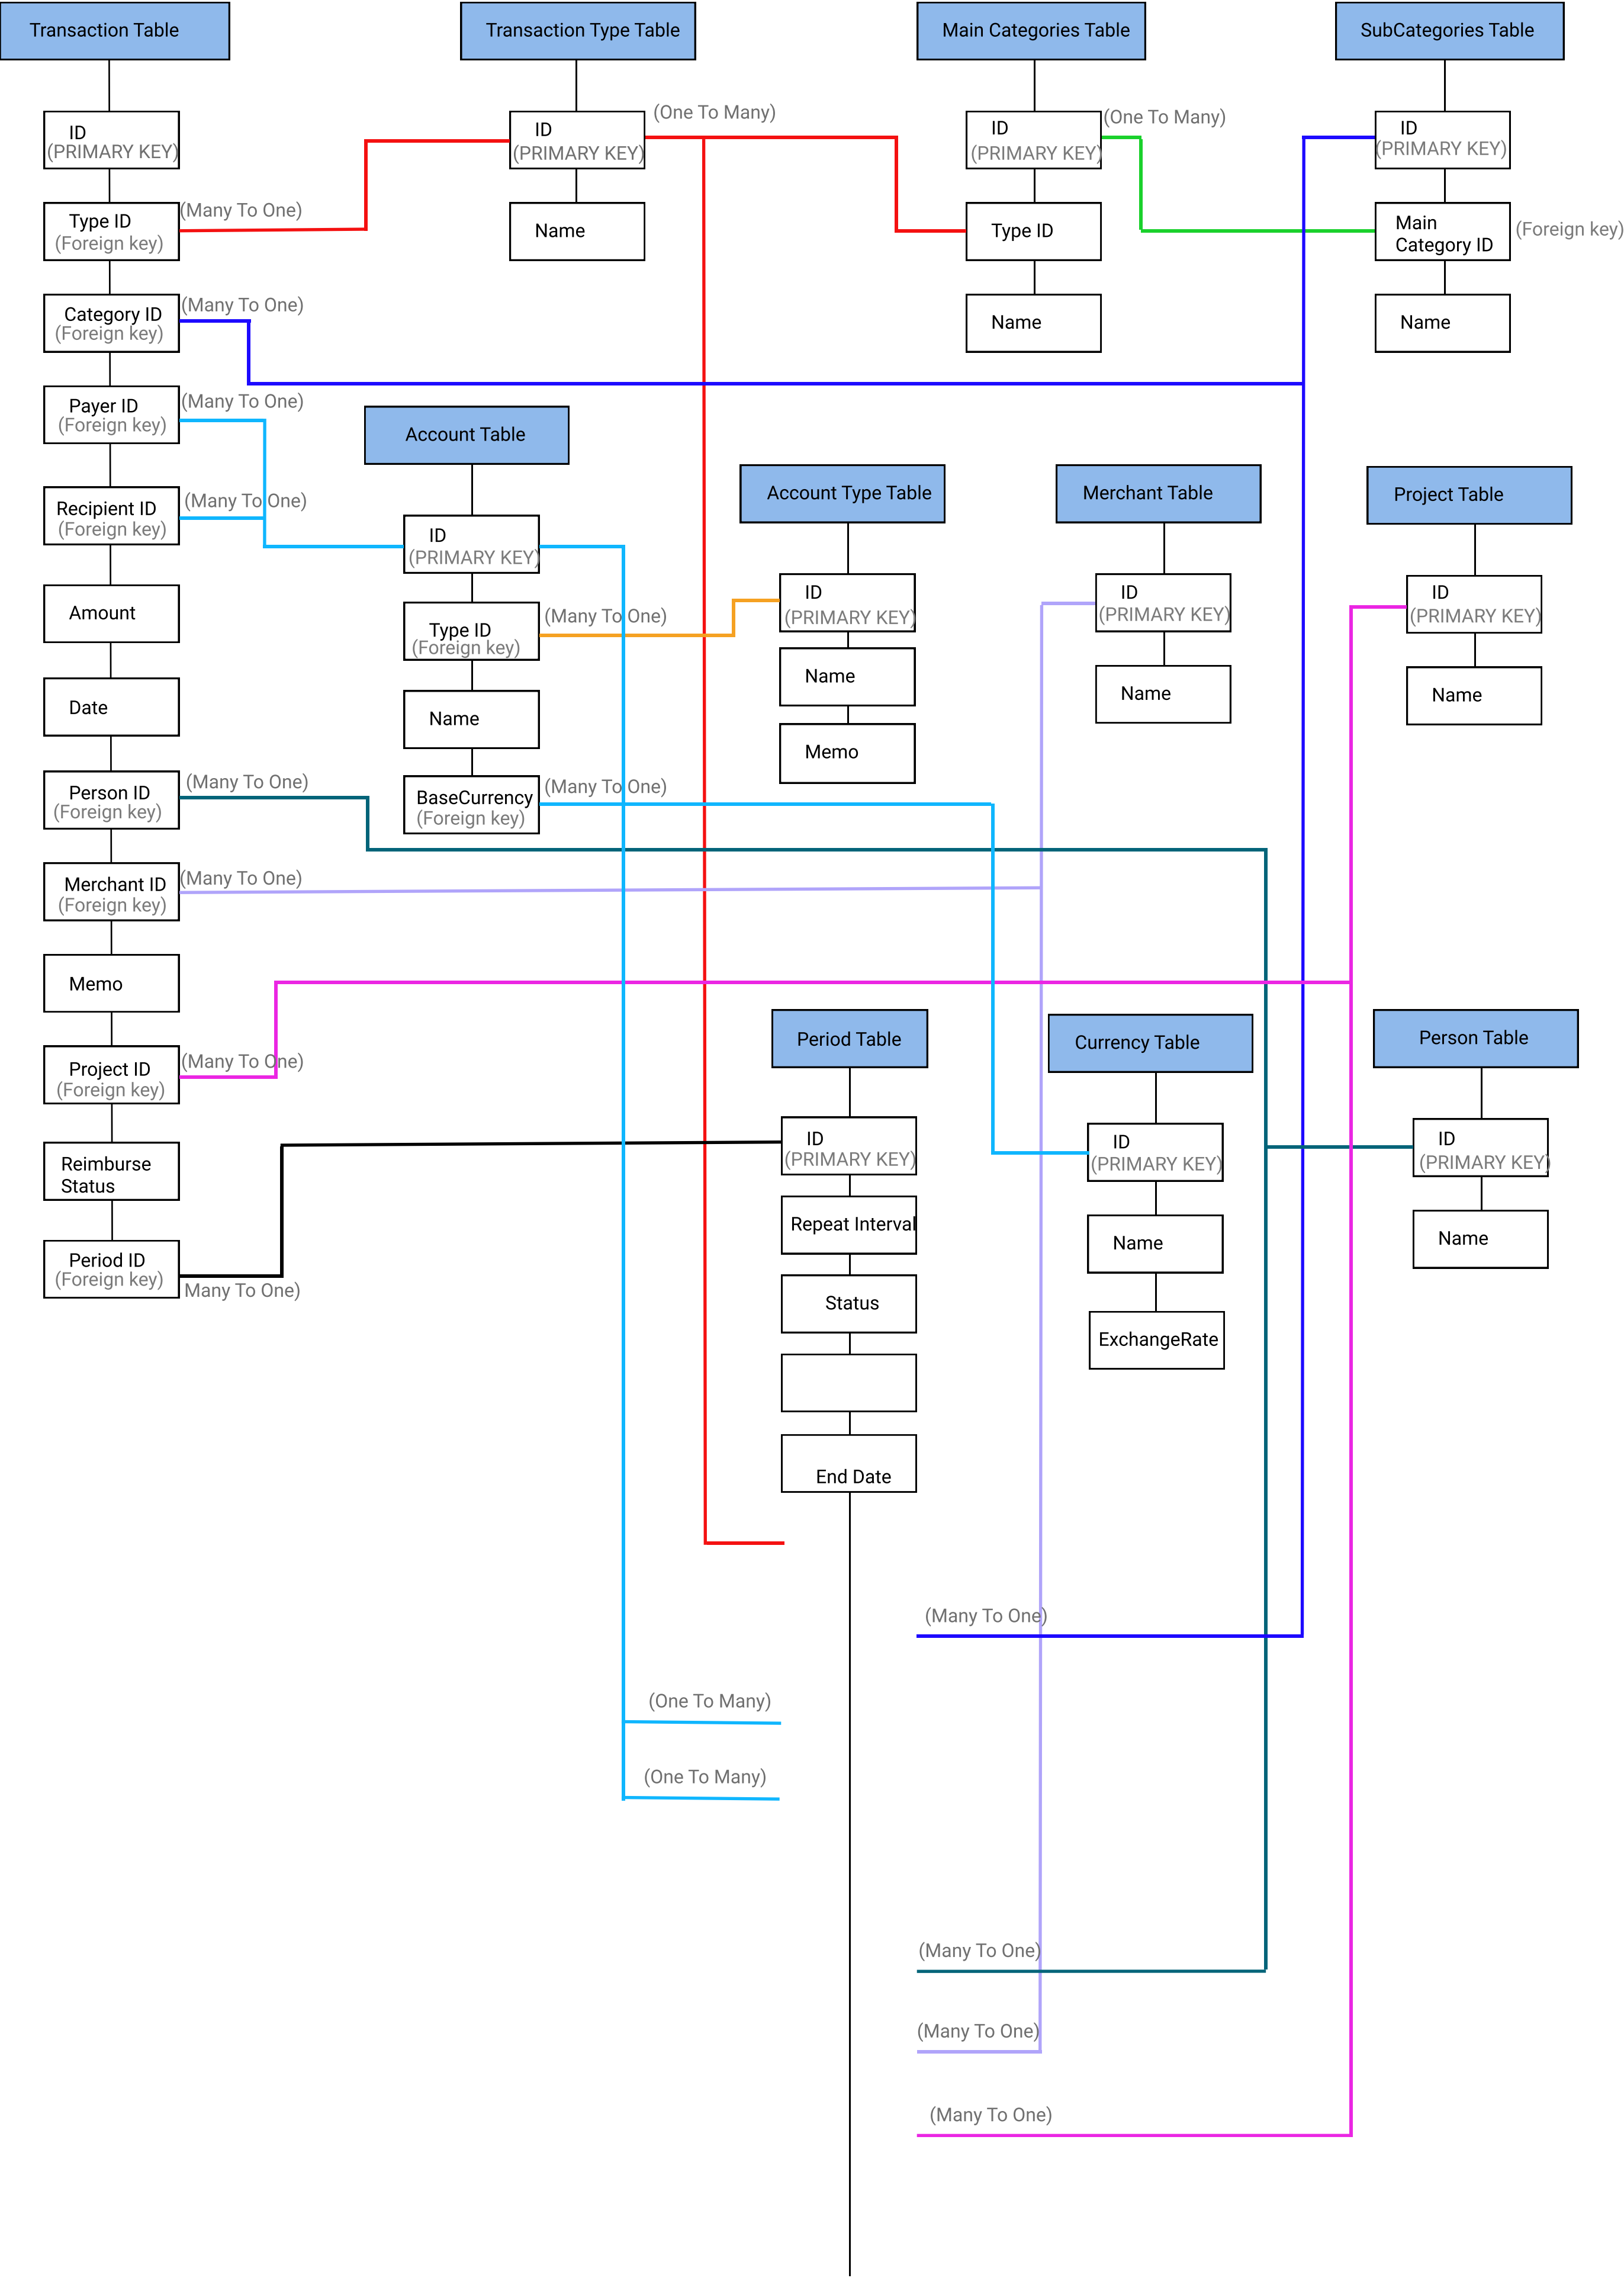 Transaction Table
ID
(PRIMARY KEY)
Type ID
(Foreign key)
(Many To One)
Category ID
(Foreign key)
(Many To One)
Payer ID
(Foreign key)
(Many To One)
Recipient ID
(Foreign key)
(Many To One)
Amount
Date
Person ID
(Foreign key)
(Many To One)
Merchant ID
(Foreign key)
(Many To One)
Memo
Project ID
(Foreign key)
(Many To One)
Reimburse
Status
Period ID
(Foreign key)
Many To One)
Transaction Type Table
ID
(PRIMARY KEY)
(One To Many)
Name
Main Categories Table
ID
(PRIMARY KEY)
(One To Many)
Type ID
Name
SubCategories Table
ID
(PRIMARY KEY)
Main
Category ID
(Foreign key)
Name
Account Table
ID
(PRIMARY KEY)
Type ID
(Foreign key)
(Many To One)
Name
BaseCurrency
(Foreign key)
(Many To One)
Account Type Table
ID
(PRIMARY KEY)
Name
Memo
Merchant Table
ID
(PRIMARY KEY)
Name
Project Table
ID
(PRIMARY KEY)
Name
Period Table
ID
(PRIMARY KEY)
Repeat Interval
Status
End Date
Currency Table
ID
(PRIMARY KEY)
Name
ExchangeRate
Person Table
ID
(PRIMARY KEY)
Name
(Many To One)
(One To Many)
(One To Many)
(Many To One)
(Many To One)
(Many To One)